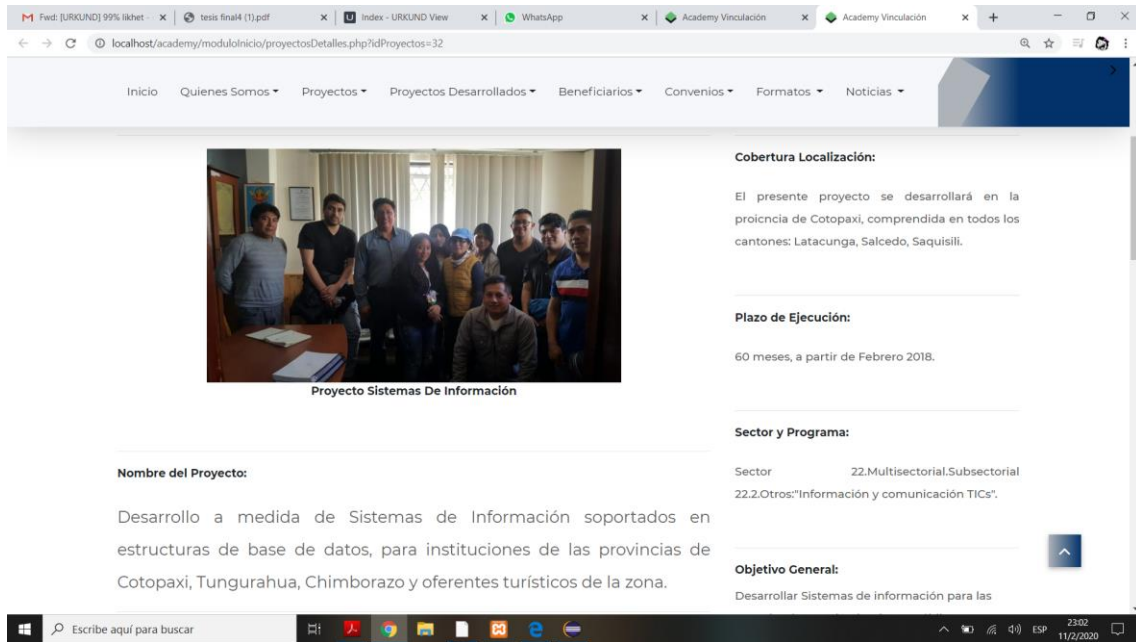 Fwd: [URKUND] 99% likhet -
tesis final4 (1).pdf
Index - URKUND View
WhatsApp
Academy Vinculación
Academy Vinculación
localhost/academy/moduloInicio/proyectosDetalles.php?idProyectos=32
Inicio Quienes Somos Proyectos Proyectos Desarrollados Beneficiarios Convenios Formatos Noticias
Proyecto Sistemas De Información
Nombre del Proyecto:
Desarrollo a medida de Sistemas de Información soportados en
estructuras de base de datos, para instituciones de las provincias de
Cotopaxi, Tungurahua, Chimborazo y oferentes turísticos de la zona.
Cobertura Localización:
El presente proyecto se desarrollará en la
proicncia de Cotopaxi, comprendida en todos los
cantones: Latacunga, Salcedo, Saquisilí.
Plazo de Ejecución:
60 meses, a partir de Febrero 2018.
Sector y Programa:
Sector 22.Multisectorial.Subsectorial
22.2.Otros:"Información y comunicación TICs".
Objetivo General:
Desarrollar Sistemas de información para las
Escribe aquí para buscar
ESP
23:02
11/2/2020